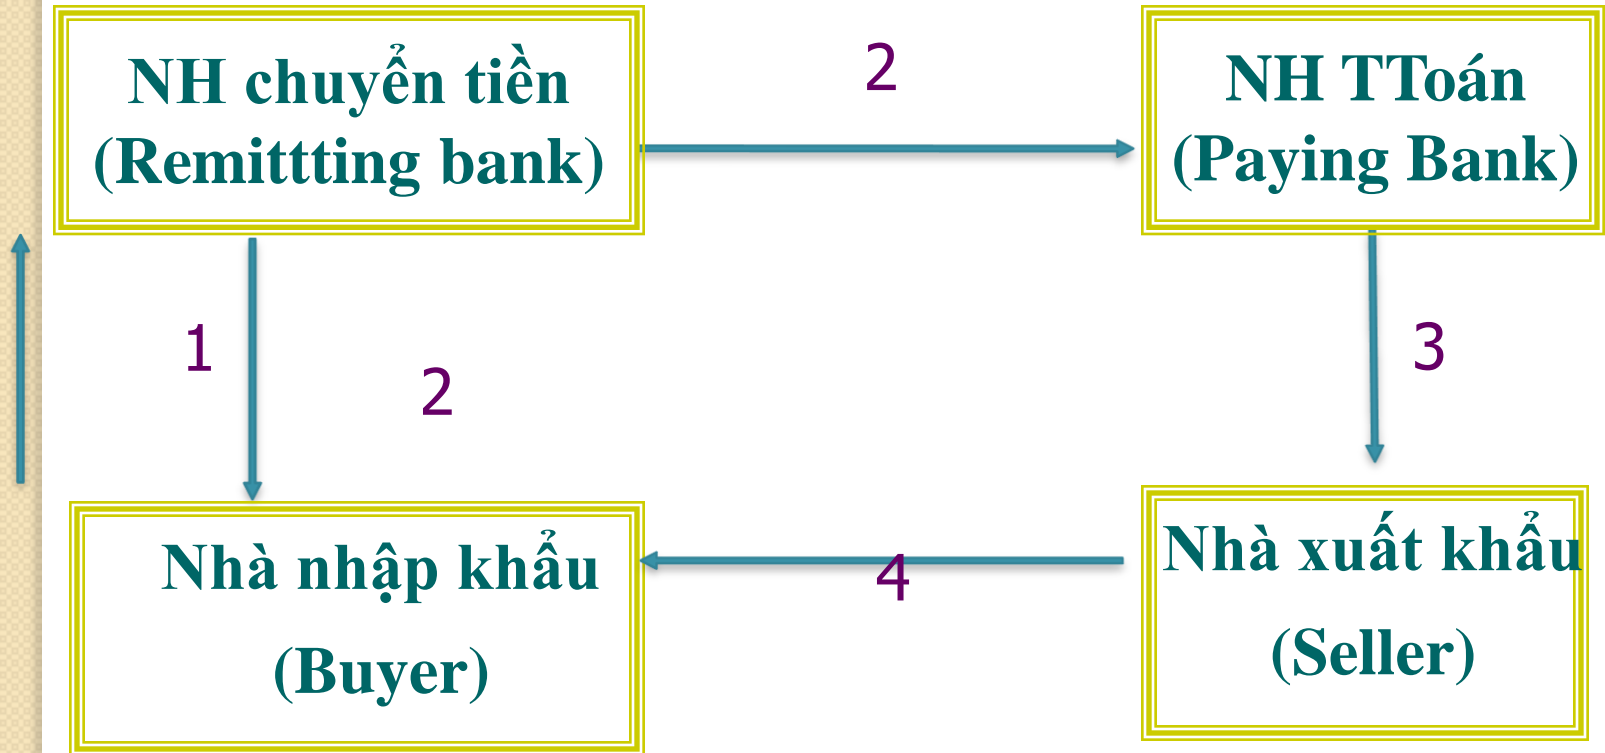 NH chuyển tiền
(Remittting bank)
2
NH TToán
(Paying Bank)
1
2
3
Nhà nhập khẩu
(Buyer)
4
Nhà xuất khẩu
(Seller)